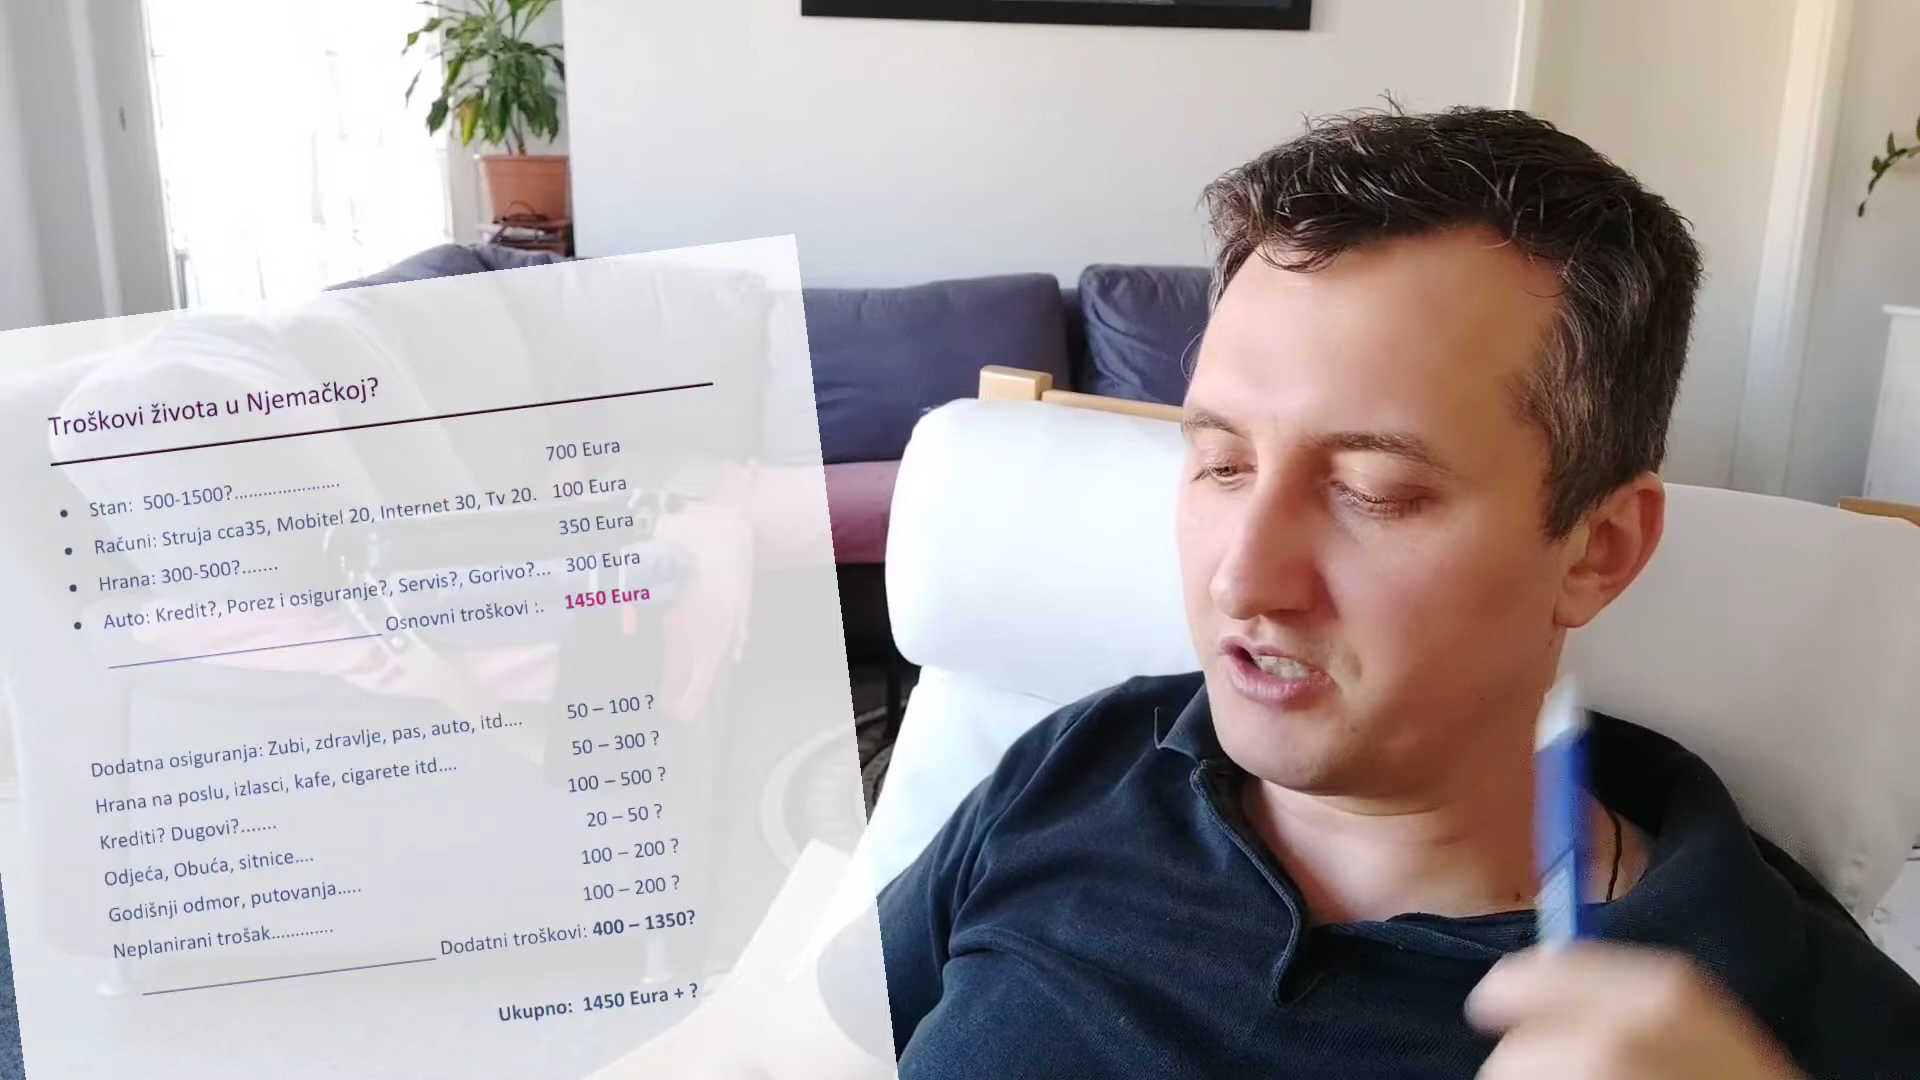 Troškovi života u Njemačkoj?
• Stan: 500-1500?..................... 700 Eura
• Računi: Struja cca35, Mobitel 20, Internet 30, Tv 20. 100 Eura
• Hrana: 300-500?....... 350 Eura
• Auto: Kredit?, Porez i osiguranje?, Servis?, Gorivo?... 300 Eura
Osnovni troškovi :. 1450 Eura
Dodatna osiguranja: Zubi, zdravlje, pas, auto, itd.... 50 – 100 ?
Hrana na poslu, izlasci, kafe, cigarete itd.... 50 – 300 ?
Krediti? Dugovi?....... 100 – 500 ?
Odjeća, Obuća, sitnice.... 20 – 50 ?
Godišnji odmor, putovanja..... 100 – 200 ?
Neplanirani trošak............. 100 – 200 ?
Dodatni troškovi: 400 – 1350?
Ukupno: 1450 Eura + ?